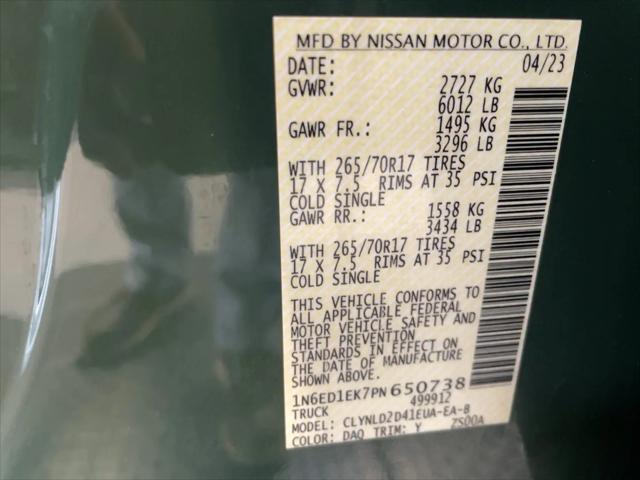 MFD BY NISSAN MOTOR CO., LTD.
DATE: 04/23
GVWR: 2727 KG
6012 LB
GAWR FR.: 1495 KG
3296 LB
WITH 265/70R17 TIRES
17 X 7.5 RIMS AT 35 PSI
COLD SINGLE
GAWR RR.: 1558 KG
3434 LB
WITH 265/70R17 TIRES
17 X 7.5 RIMS AT 35 PSI
COLD SINGLE
THIS VEHICLE CONFORMS TO
ALL APPLICABLE FEDERAL
MOTOR VEHICLE SAFETY AND
THEFT PREVENTION
STANDARDS IN EFFECT ON
THE DATE OF MANUFACTURE
SHOWN ABOVE.
1N6ED1EK7PN650738
TRUCK 499912
MODEL: CLYNLD2D41EUA-EA-B
COLOR: DAQ TRIM: Y ZS00A